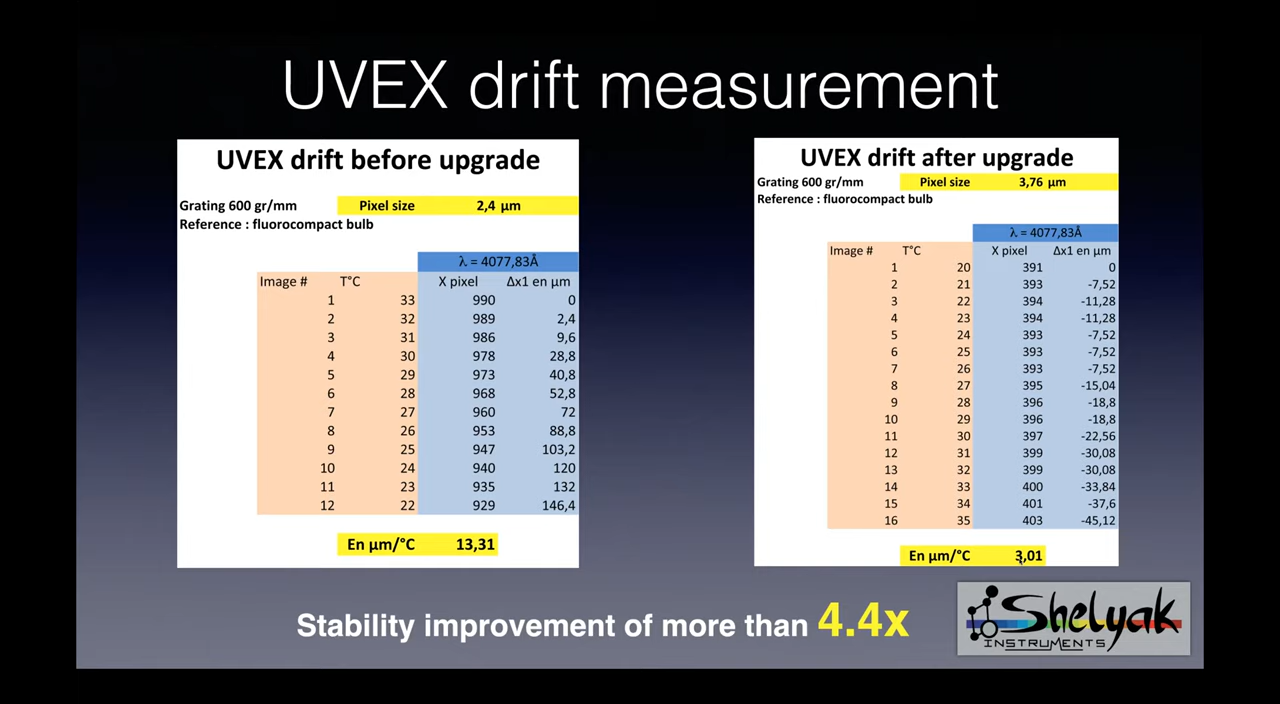 UVEX drift measurement
UVEX drift before upgrade
Grating 600 gr/mm Pixel size 2,4 µm
Reference : fluorocompact bulb
λ = 4077,83Å
Image # T°C X pixel Δx1 en µm
1 33 990 0
2 32 989 2,4
3 31 986 9,6
4 30 978 28,8
5 29 973 40,8
6 28 968 52,8
7 27 960 72
8 26 953 88,8
9 25 947 103,2
10 24 940 120
11 23 935 132
12 22 929 146,4
En µm/°C 13,31
UVEX drift after upgrade
Grating 600 gr/mm Pixel size 3,76 µm
Reference : fluorocompact bulb
λ = 4077,83Å
Image # T°C X pixel Δx1 en µm
1 20 391 0
2 21 393 -7,52
3 22 394 -11,28
4 23 394 -11,28
5 24 393 -7,52
6 25 393 -7,52
7 26 393 -7,52
8 27 395 -15,04
9 28 396 -18,8
10 29 396 -18,8
11 30 397 -22,56
12 31 399 -30,08
13 32 399 -30,08
14 33 400 -33,84
15 34 401 -37,6
16 35 403 -45,12
En µm/°C 3,01
Stability improvement of more than 4.4x
Shelyak
INSTRUMENTS